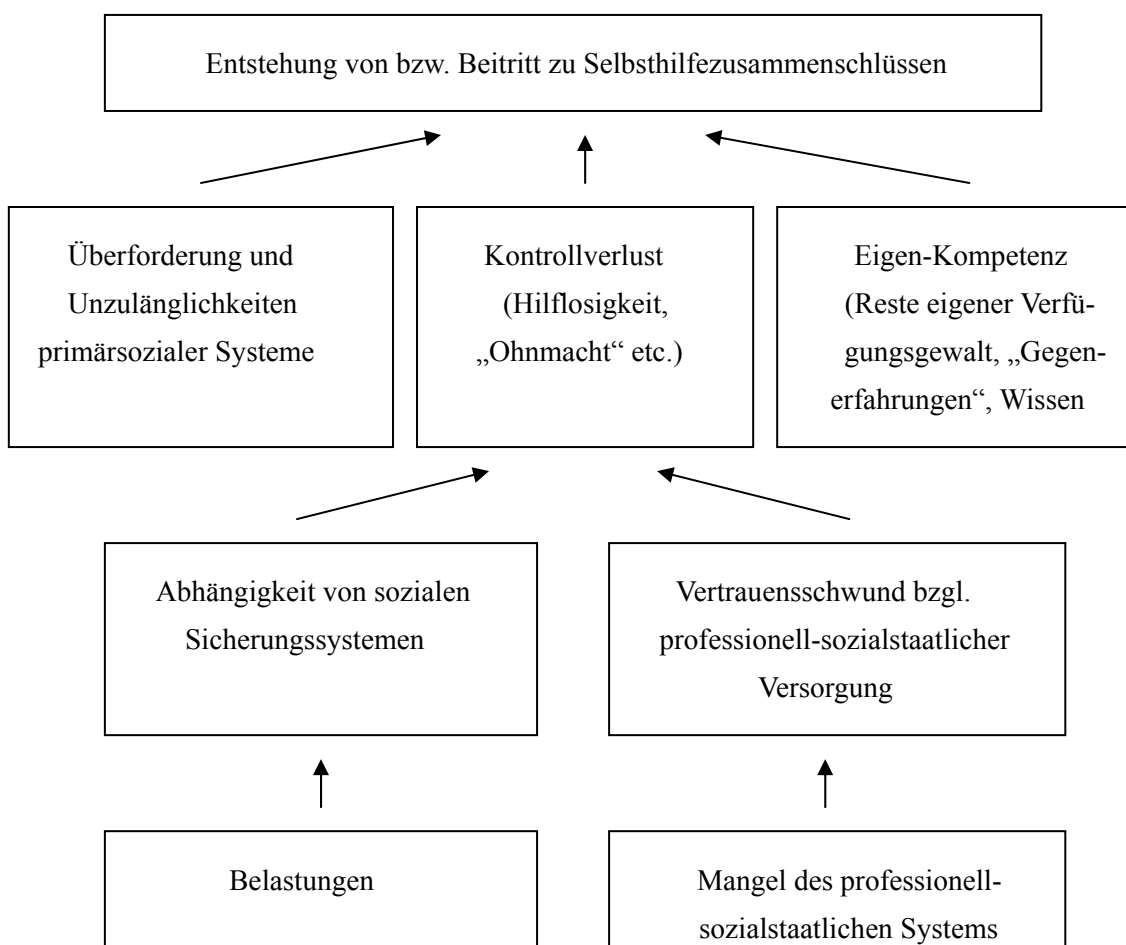 Entstehung von bzw. Beitritt zu Selbsthilfezusammenschlüssen
Überforderung und
Unzulänglichkeiten
primärsozialer Systeme
Kontrollverlust
(Hilflosigkeit,
„Ohnmacht“ etc.)
Eigen-Kompetenz
(Reste eigener Verfü-
gungsgewalt, „Gegen-
erfahrungen“, Wissen
Abhängigkeit von sozialen
Sicherungssystemen
Vertrauensschwund bzgl.
professionell-sozialstaatlicher
Versorgung
Belastungen
Mangel des professionell-
sozialstaatlichen Systems